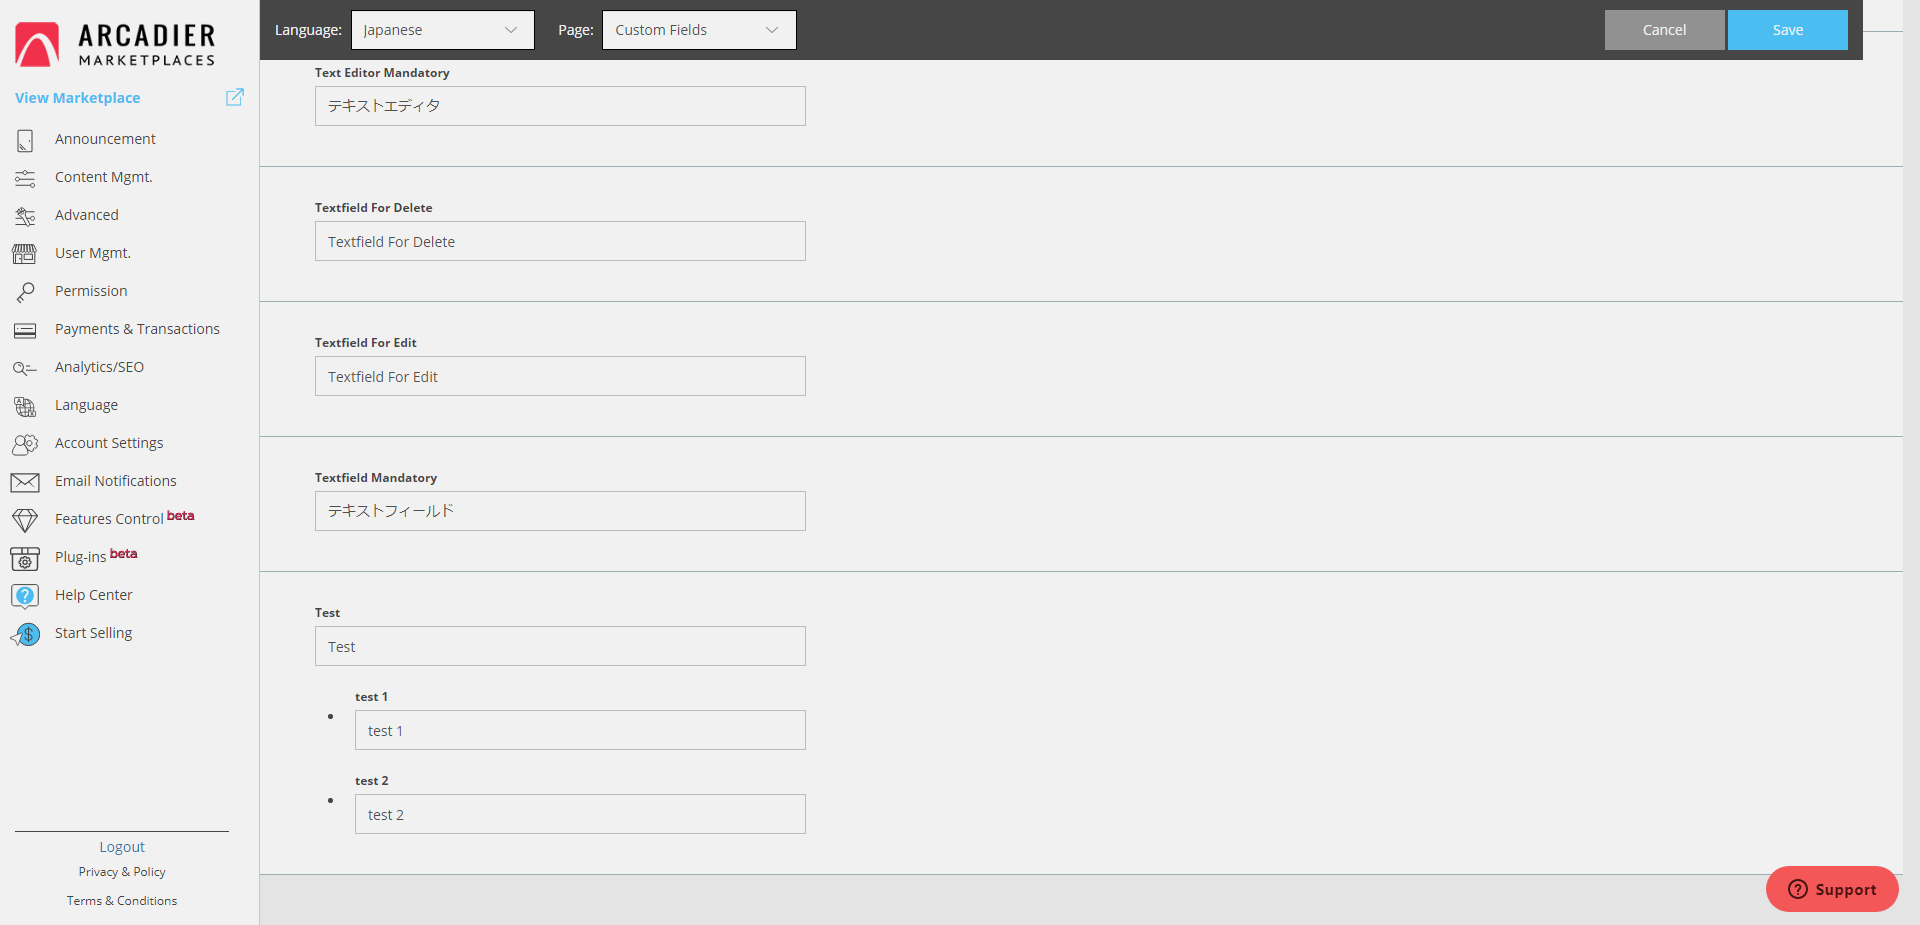 ARCADIER
MARKETPLACES
View Marketplace
Announcement
Content Mgmt.
Advanced
User Mgmt.
Permission
Payments & Transactions
Analytics/SEO
Language
Account Settings
Email Notifications
Features Control beta
Plug-ins beta
Help Center
Start Selling
Logout
Privacy & Policy
Terms & Conditions
Language: Japanese Page: Custom Fields Cancel Save
Text Editor Mandatory
テキストエディタ
Textfield For Delete
Textfield For Delete
Textfield For Edit
Textfield For Edit
Textfield Mandatory
テキストフィールド
Test
Test
test 1
test 1
test 2
test 2
Support